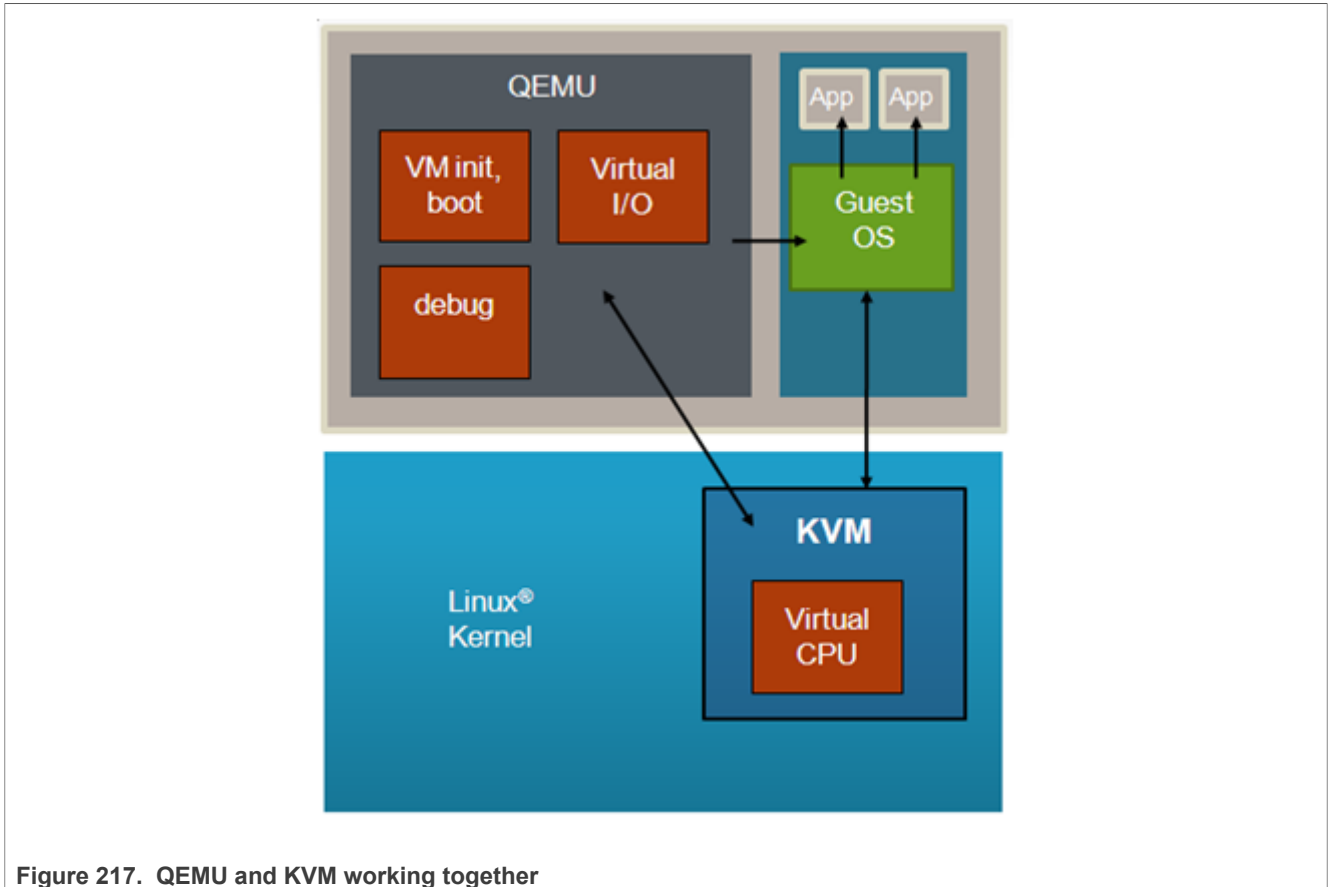 QEMU
VM init,
boot
Virtual
I/O
debug
App
App
Guest
OS
Linux®
Kernel
KVM
Virtual
CPU
Figure 217. QEMU and KVM working together